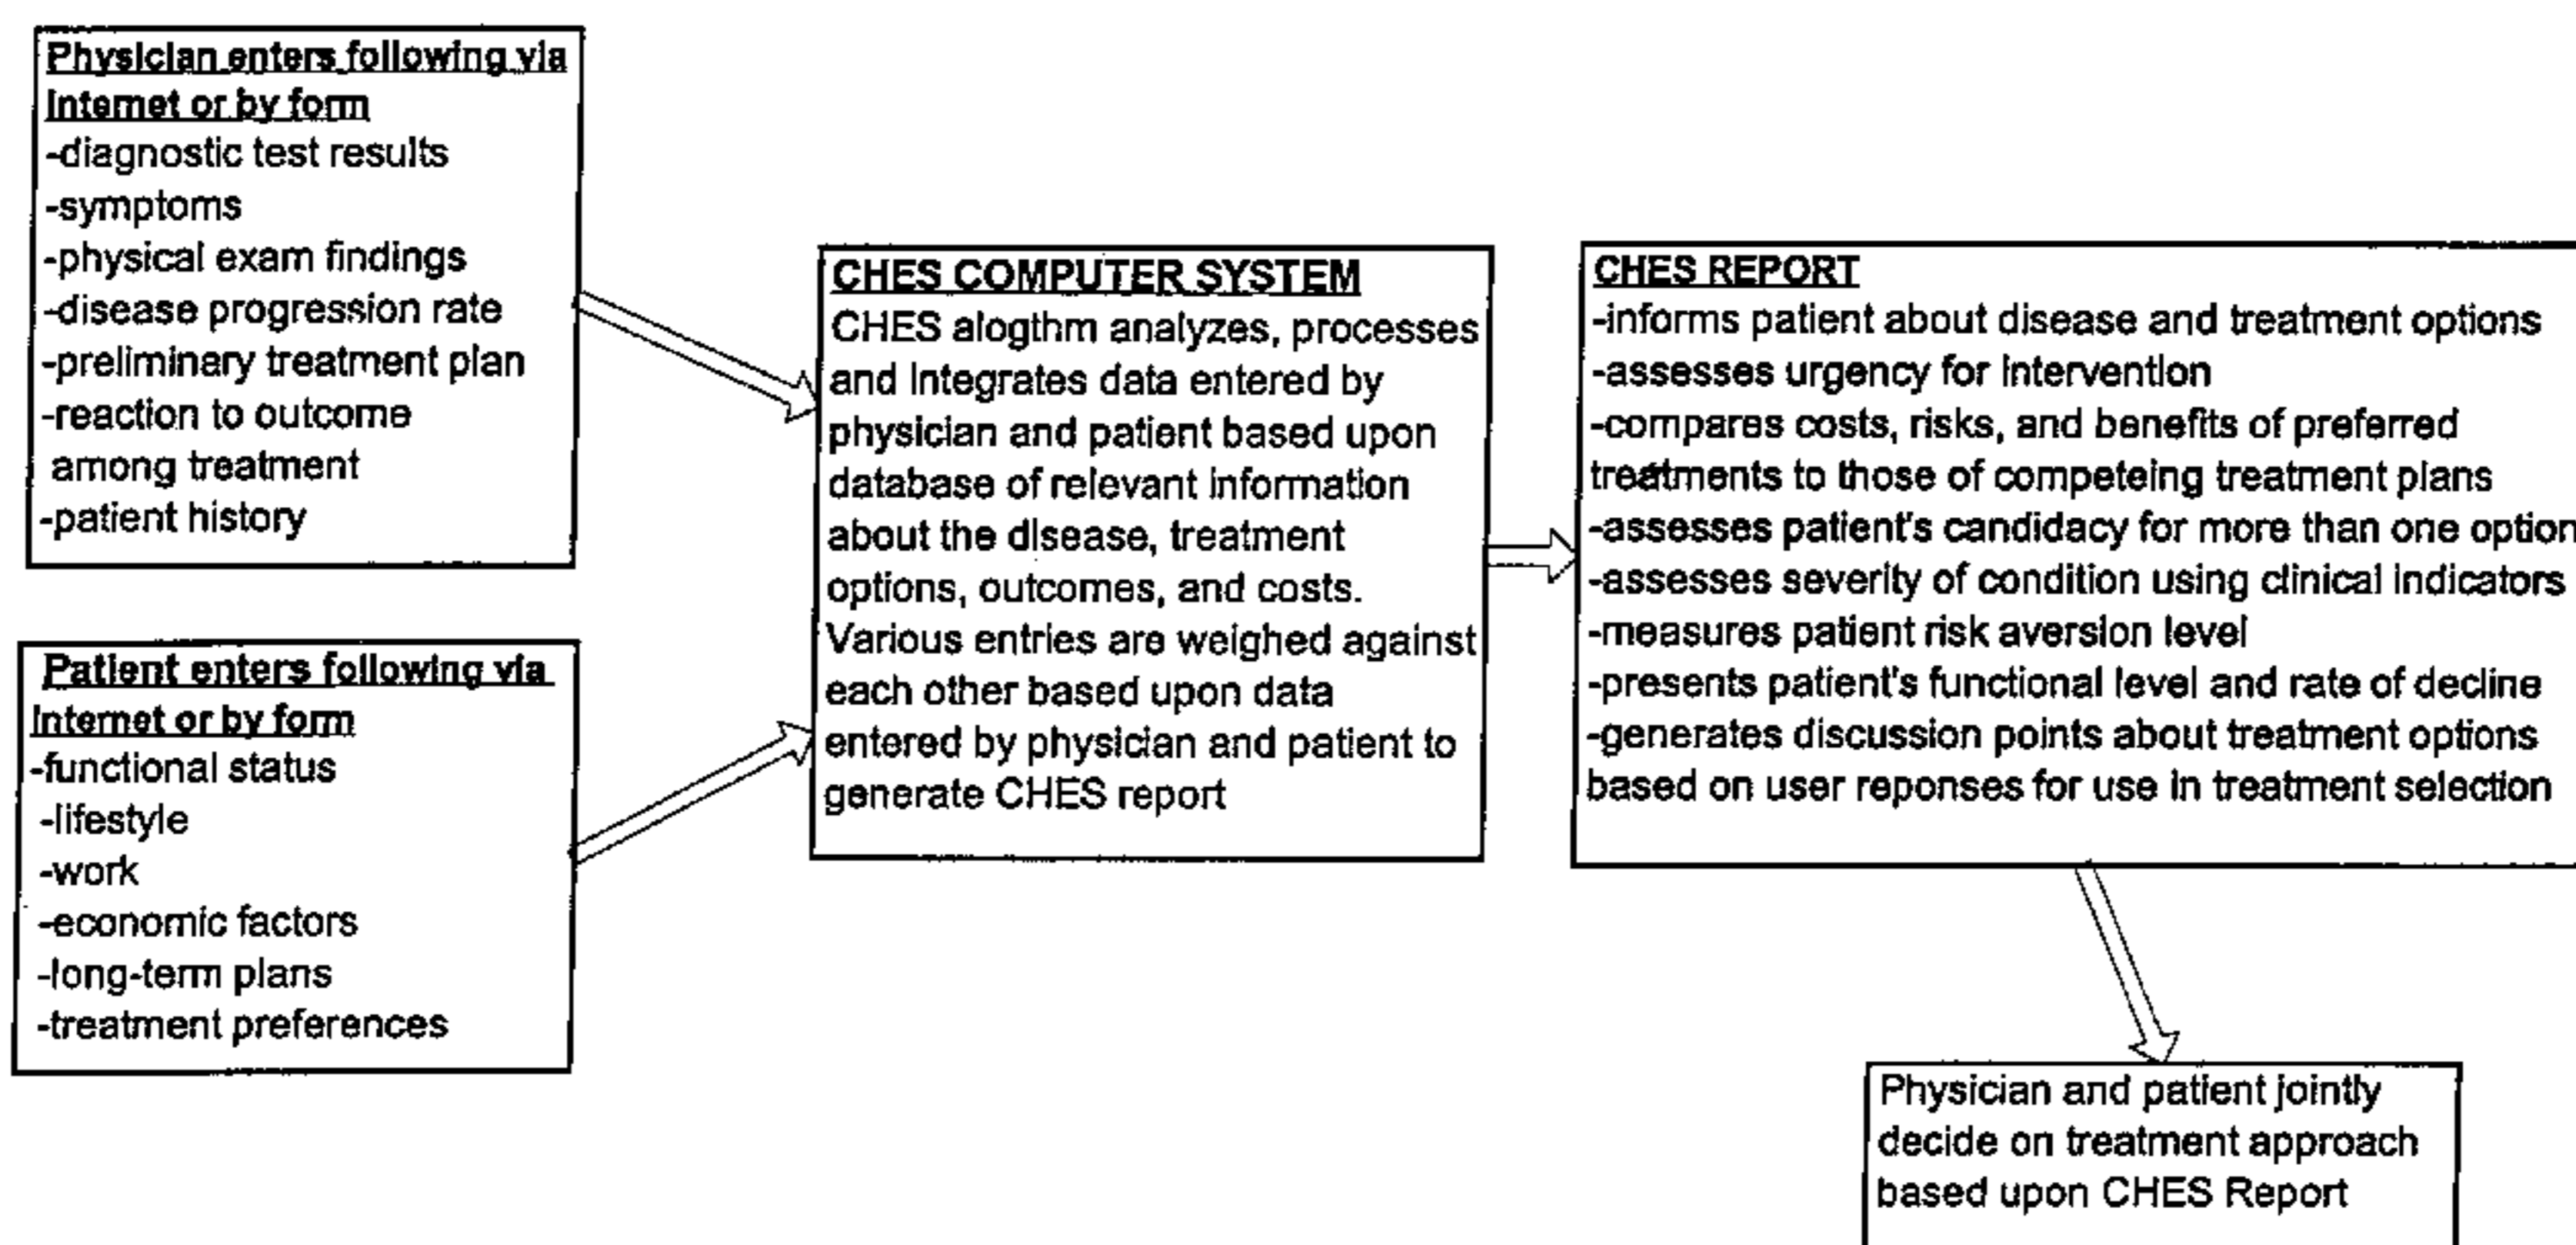 Physician enters following via
Internet or by form
-diagnostic test results
-symptoms
-physical exam findings
-disease progression rate
-preliminary treatment plan
-reaction to outcome
among treatment
-patient history
Patient enters following via
Internet or by form
-functional status
-lifestyle
-work
-economic factors
-long-term plans
-treatment preferences
CHES COMPUTER SYSTEM
CHES alogthm analyzes, processes
and integrates data entered by
physician and patient based upon
database of relevant information
about the disease, treatment
options, outcomes, and costs.
Various entries are weighed against
each other based upon data
entered by physician and patient to
generate CHES report
CHES REPORT
-informs patient about disease and treatment options
-assesses urgency for intervention
-compares costs, risks, and benefits of preferred
treatments to those of competeing treatment plans
-assesses patient's candidacy for more than one option
-assesses severity of condition using clinical indicators
-measures patient risk aversion level
-presents patient's functional level and rate of decline
-generates discussion points about treatment options
based on user reponses for use in treatment selection
Physician and patient jointly
decide on treatment approach
based upon CHES Report